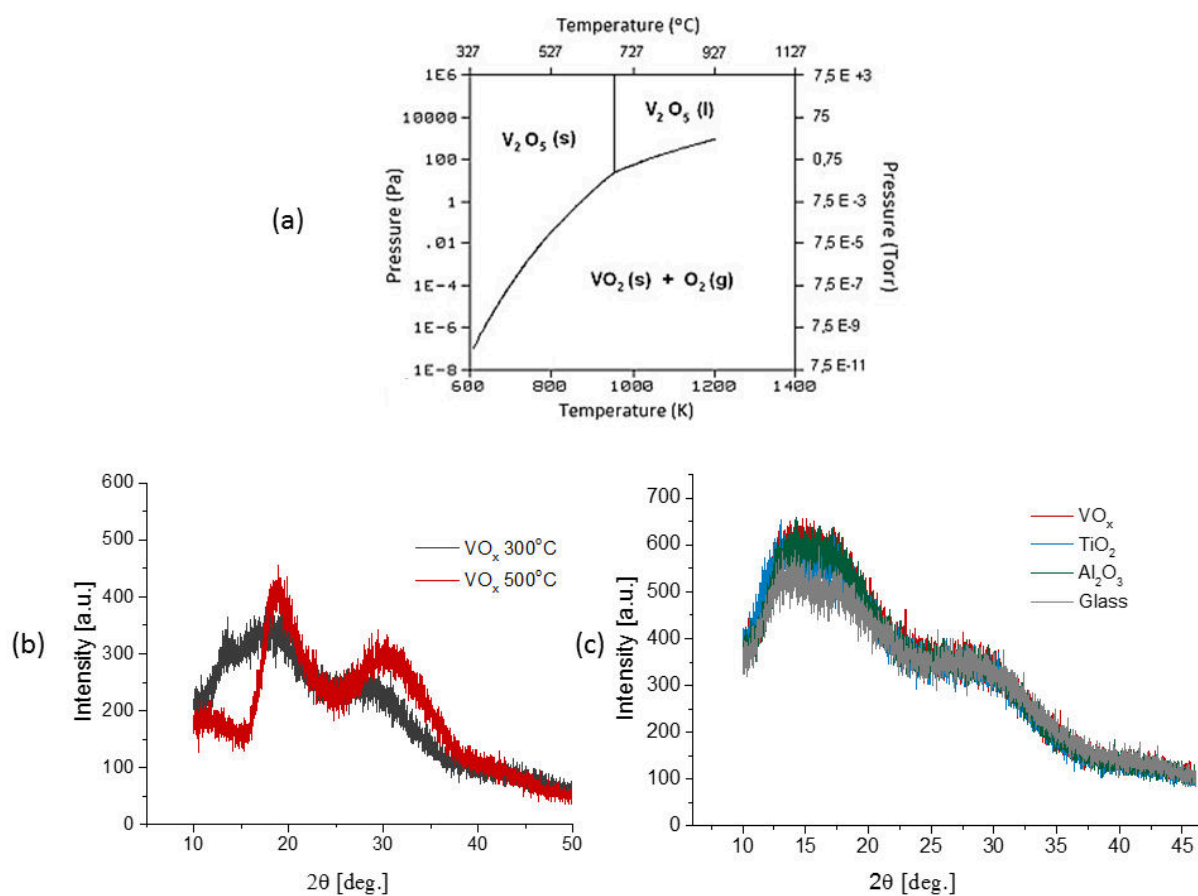 Temperature (°C)
327 527 727 927 1127
1E6
10000
100
1
.01
1E-4
1E-6
1E-8
Pressure (Pa)
V2O5 (s)
V2O5 (l)
VO2 (s) + O2 (g)
7,5 E +3
75
0,75
7,5 E -3
7,5 E-5
7,5 E-7
7,5 E-9
7,5 E-11
Pressure (Torr)
600 800 1000 1200 1400
Temperature (K)
(a)
(b)
600
500
400
300
200
100
0
Intensity [a.u.]
VOx 300°C
VOx 500°C
10 20 30 40 50
2θ [deg.]
(c)
700
600
500
400
300
200
100
0
Intensity [a.u.]
VOx
TiO2
Al2O3
Glass
10 15 20 25 30 35 40 45
2θ [deg.]